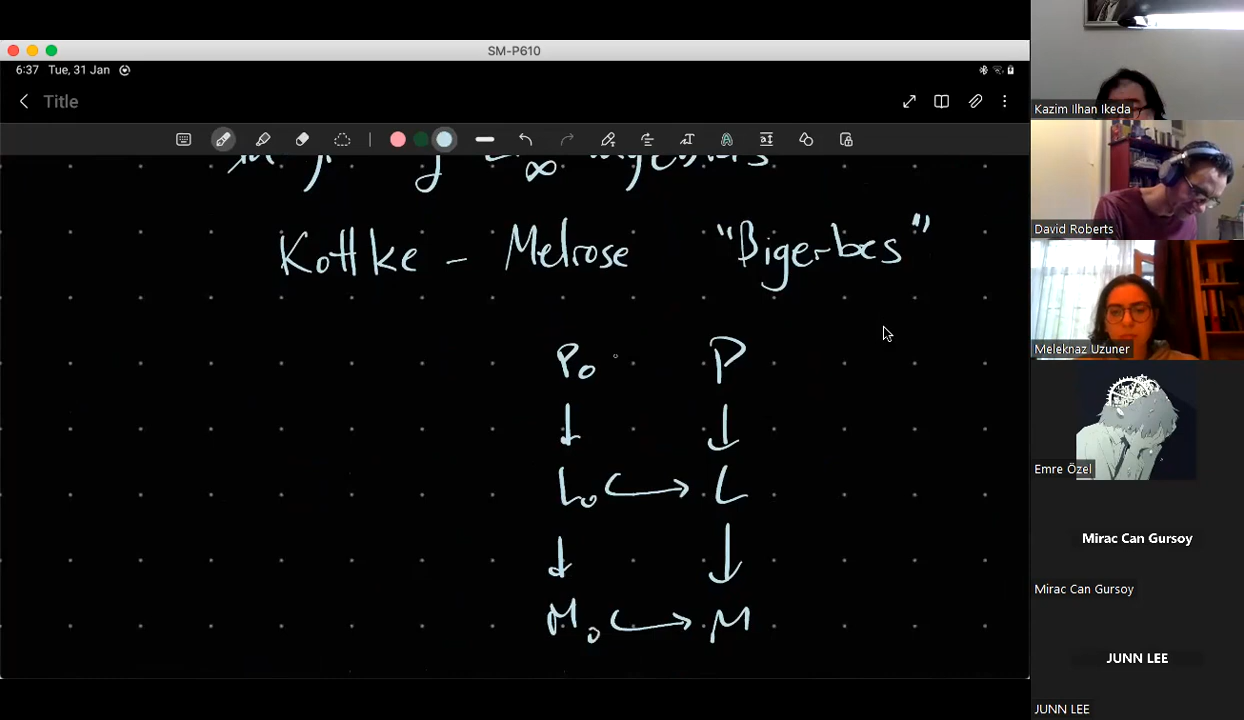 SM-P610
6:37 Tue, 31 Jan
Title
∞
Kottke - Melrose "Bigerbes"
P₀ P
↓ ↓
L₀ ↪ L
↓ ↓
M₀ ↪ M
Kazim Ilhan Ikeda
David Roberts
Meleknaz Uzuner
Emre Özel
Mirac Can Gursoy
Mirac Can Gursoy
JUNN LEE
JUNN LEE